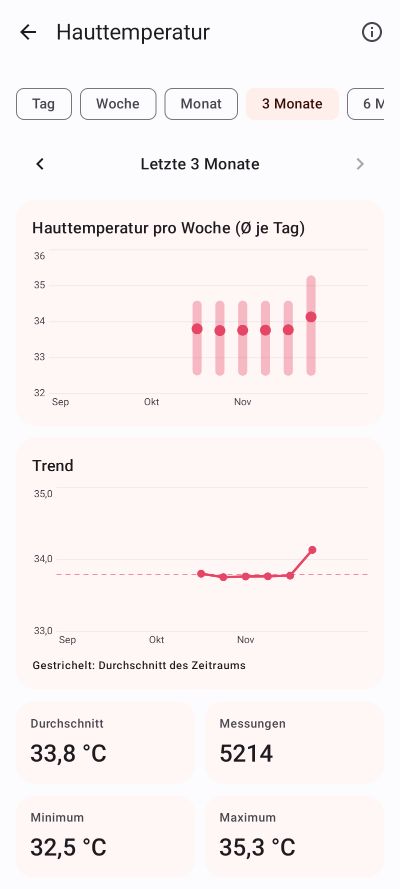 Hauttemperatur
Tag
Woche
Monat
3 Monate
6 M
Letzte 3 Monate
Hauttemperatur pro Woche (Ø je Tag)
36
35
34
33
32
Sep
Okt
Nov
Trend
35,0
34,0
33,0
Sep
Okt
Nov
Gestrichelt: Durchschnitt des Zeitraums
Durchschnitt
33,8 °C
Messungen
5214
Minimum
32,5 °C
Maximum
35,3 °C